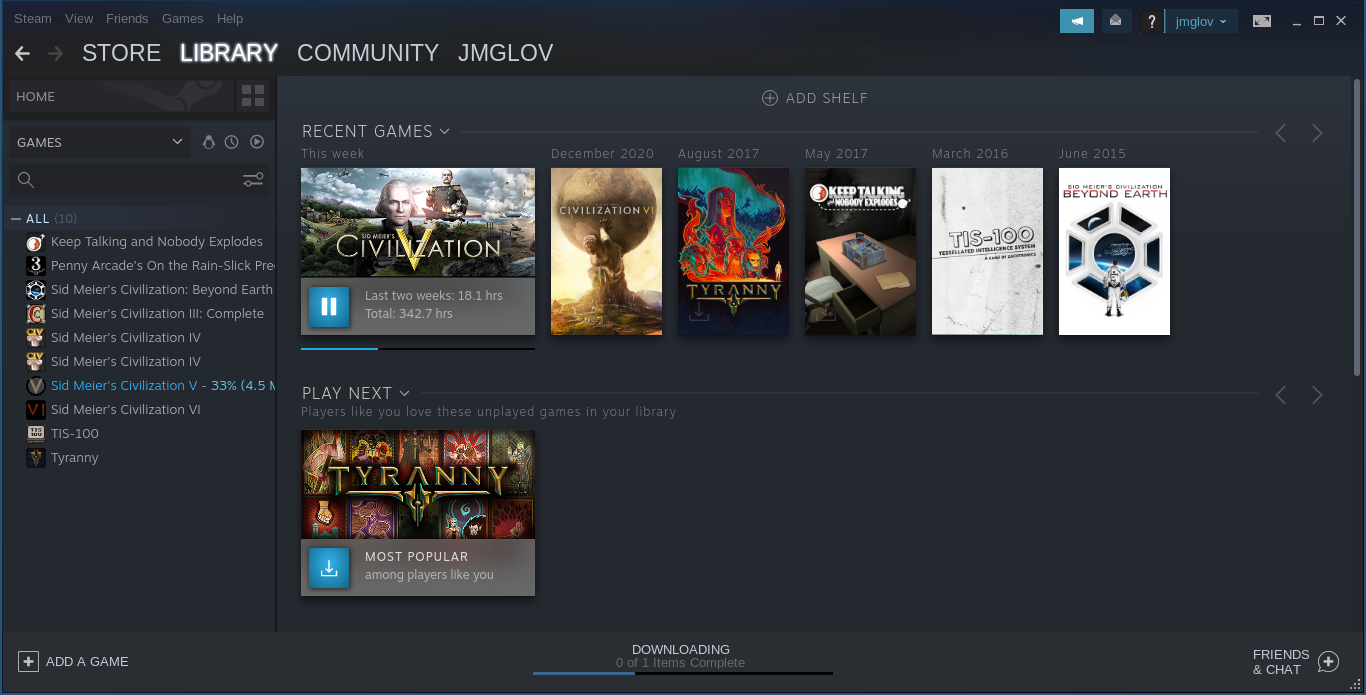 Steam View Friends Games Help
? jmglov
STORE LIBRARY COMMUNITY JMGLOV
HOME
GAMES
— ALL (10)
Keep Talking and Nobody Explodes
Penny Arcade's On the Rain-Slick Pre
Sid Meier's Civilization: Beyond Earth
Sid Meier's Civilization III: Complete
Sid Meier's Civilization IV
Sid Meier's Civilization IV
Sid Meier's Civilization V - 33% (4.5 M
Sid Meier's Civilization VI
TIS-100
Tyranny
ADD SHELF
RECENT GAMES
This week
SID MEIER'S
CIVILIZATION
V
Last two weeks: 18.1 hrs
Total: 342.7 hrs
December 2020
CIVILIZATION VI
August 2017
TYRANNY
May 2017
KEEP TALKING
and NOBODY EXPLODES
March 2016
TIS-100
TESSELLATED INTELLIGENCE SYSTEM
A GAME BY ZACHTRONICS
June 2015
SID MEIER'S CIVILIZATION
BEYOND EARTH
PLAY NEXT
Players like you love these unplayed games in your library
TYRANNY
MOST POPULAR
among players like you
ADD A GAME
DOWNLOADING
0 of 1 Items Complete
FRIENDS
& CHAT